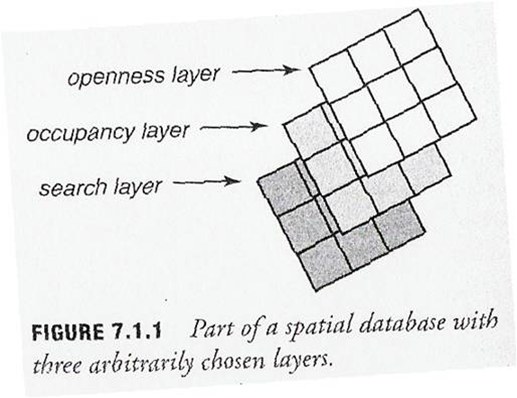 openness layer
occupancy layer
search layer
FIGURE 7.1.1 Part of a spatial database with
three arbitrarily chosen layers.